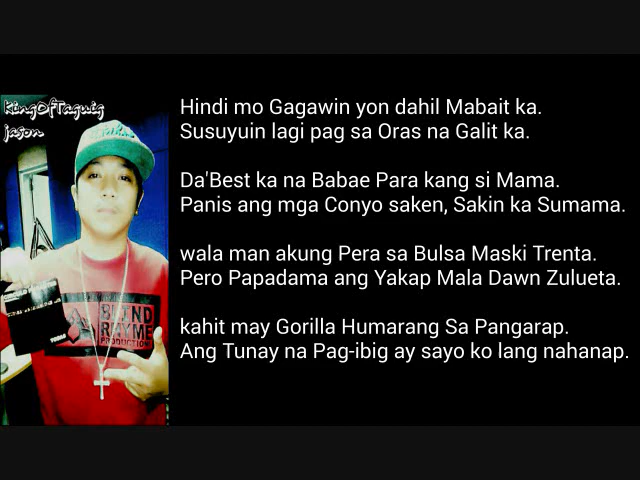 KingOfTaguig
jason
BLIND
RHYME
PRODUCTION
Hindi mo Gagawin yon dahil Mabait ka.
Susuyuin lagi pag sa Oras na Galit ka.
Da'Best ka na Babae Para kang si Mama.
Panis ang mga Conyo saken, Sakin ka Sumama.
wala man akung Pera sa Bulsa Maski Trenta.
Pero Papadama ang Yakap Mala Dawn Zulueta.
kahit may Gorilla Humarang Sa Pangarap.
Ang Tunay na Pag-ibig ay sayo ko lang nahanap.